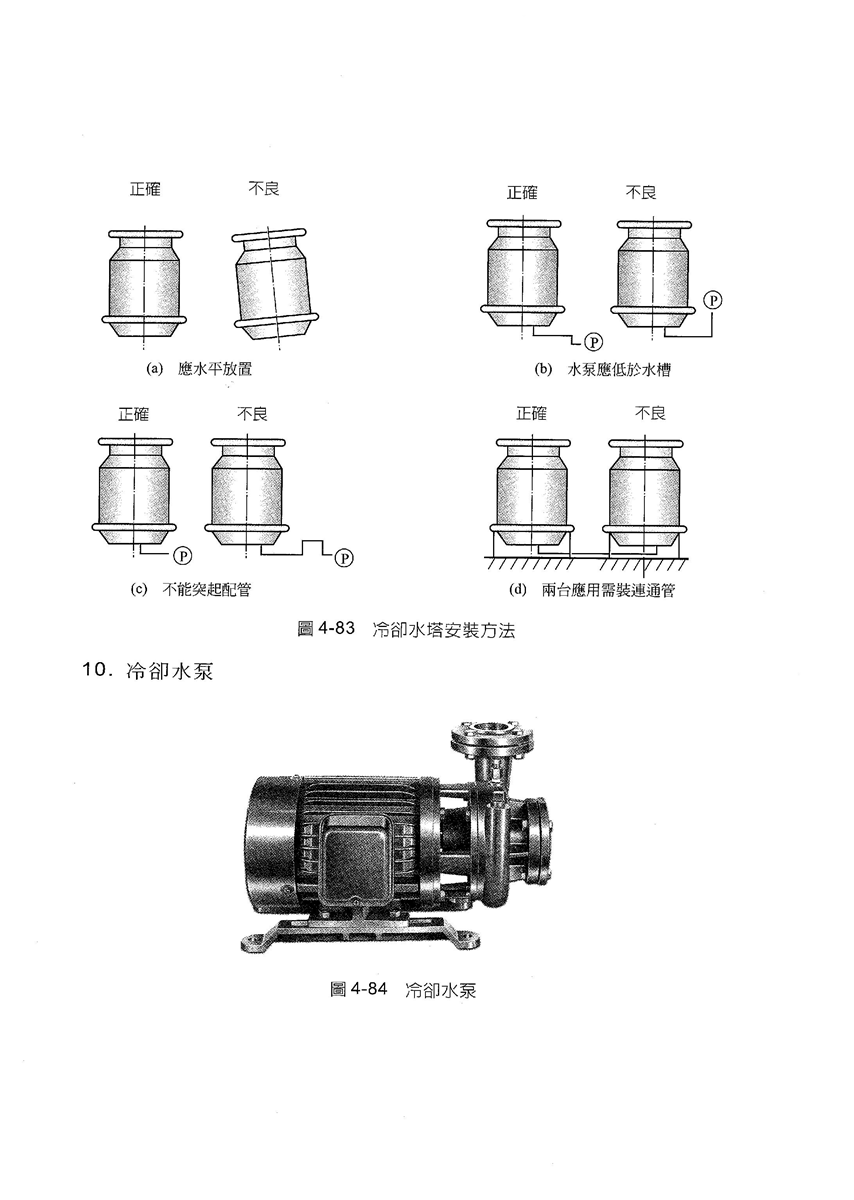 正確 不良
(a) 應水平放置
正確 不良
P P
(b) 水泵應低於水槽
正確 不良
P P
(c) 不能突起配管
正確 不良
(d) 兩台應用需裝連通管
圖 4-83 冷卻水塔安裝方法
10. 冷卻水泵
圖 4-84 冷卻水泵